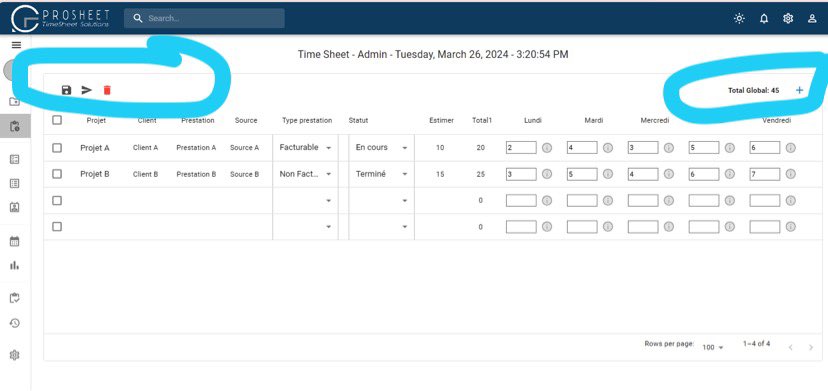 PROSHEET
TimeSheet Solutions
Search...
Time Sheet - Admin - Tuesday, March 26, 2024 - 3:20:54 PM
Total Global: 45 +
Projet Client Prestation Source Type prestation Statut Estimer Total1 Lundi Mardi Mercredi Vendredi
Projet A Client A Prestation A Source A Facturable En cours 10 20 2 4 3 5 6
Projet B Client B Prestation B Source B Non Fact... Terminé 15 25 3 5 4 6 7
0
0
Rows per page: 100 1–4 of 4